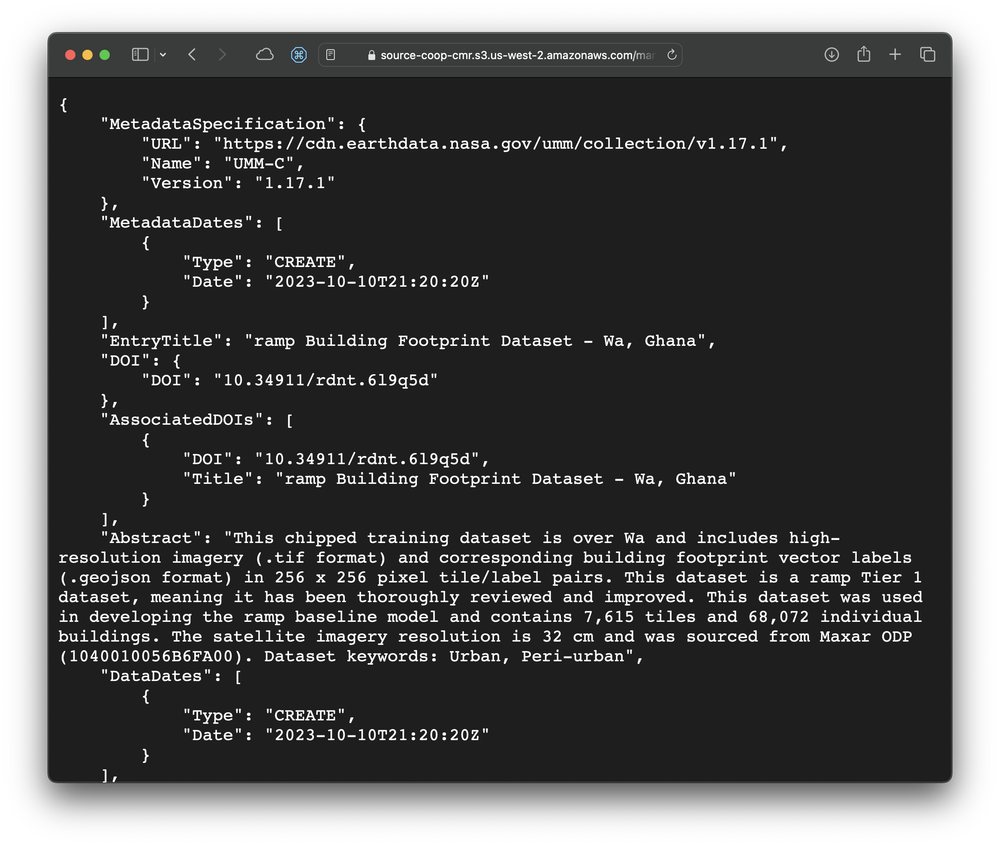 source-coop-cmr.s3.us-west-2.amazonaws.com/mar
{
"MetadataSpecification": {
"URL": "https://cdn.earthdata.nasa.gov/umm/collection/v1.17.1",
"Name": "UMM-C",
"Version": "1.17.1"
},
"MetadataDates": [
{
"Type": "CREATE",
"Date": "2023-10-10T21:20:20Z"
}
],
"EntryTitle": "ramp Building Footprint Dataset - Wa, Ghana",
"DOI": {
"DOI": "10.34911/rdnt.6l9q5d"
},
"AssociatedDOIs": [
{
"DOI": "10.34911/rdnt.6l9q5d",
"Title": "ramp Building Footprint Dataset - Wa, Ghana"
}
],
"Abstract": "This chipped training dataset is over Wa and includes high-
resolution imagery (.tif format) and corresponding building footprint vector labels
(.geojson format) in 256 x 256 pixel tile/label pairs. This dataset is a ramp Tier 1
dataset, meaning it has been thoroughly reviewed and improved. This dataset was used
in developing the ramp baseline model and contains 7,615 tiles and 68,072 individual
buildings. The satellite imagery resolution is 32 cm and was sourced from Maxar ODP
(1040010056B6FA00). Dataset keywords: Urban, Peri-urban",
"DataDates": [
{
"Type": "CREATE",
"Date": "2023-10-10T21:20:20Z"
}
],